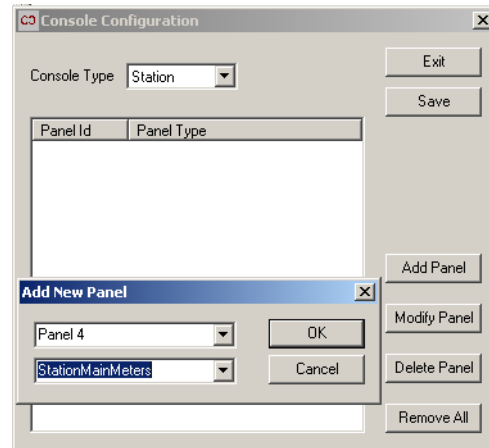 Console Configuration
Console Type Station
Exit
Save
Panel Id Panel Type
Add Panel
Modify Panel
Delete Panel
Remove All
Add New Panel
Panel 4
OK
StationMainMeters
Cancel